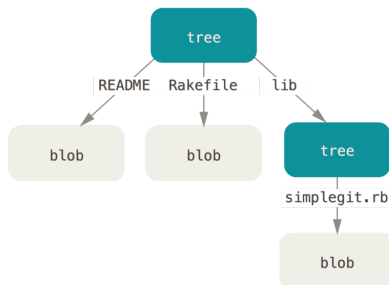 tree
README Rakefile lib
blob blob tree
simplegit.rb
blob